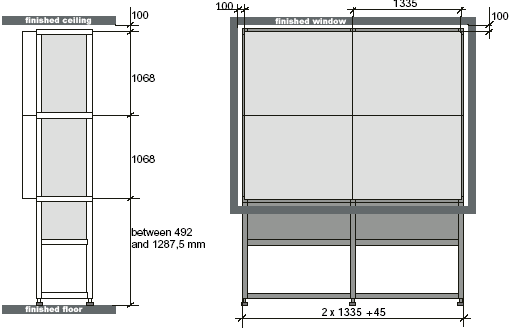 finished ceiling
100
1068
1068
between 492
and 1287,5 mm
finished floor
100
1335
finished window
100
2 x 1335 +45